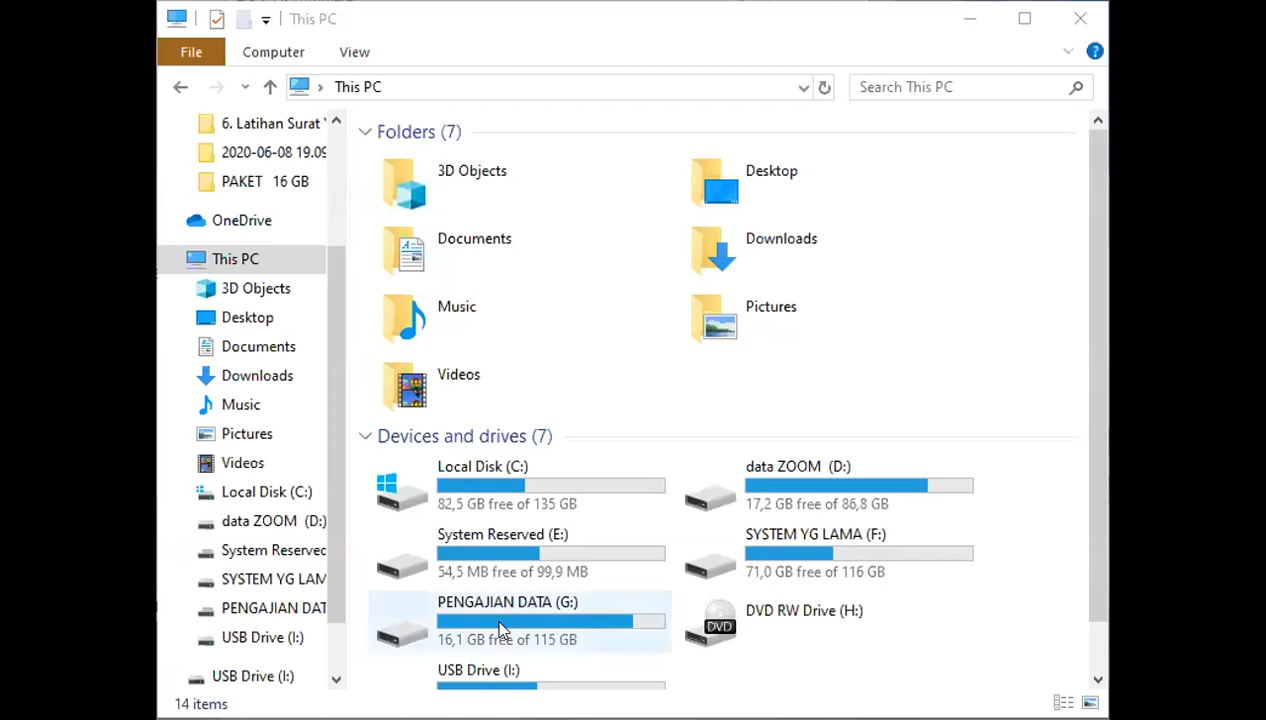 This PC
File
Computer
View
This PC
Search This PC
6. Latihan Surat
2020-06-08 19.09
PAKET 16 GB
OneDrive
This PC
3D Objects
Desktop
Documents
Downloads
Music
Pictures
Videos
Local Disk (C:)
data ZOOM (D:)
System Reserved
SYSTEM YG LAM
PENGAJIAN DAT
USB Drive (I:)
USB Drive (I:)
Folders (7)
3D Objects
Desktop
Documents
Downloads
Music
Pictures
Videos
Devices and drives (7)
Local Disk (C:)
82,5 GB free of 135 GB
data ZOOM (D:)
17,2 GB free of 86,8 GB
System Reserved (E:)
54,5 MB free of 99,9 MB
SYSTEM YG LAMA (F:)
71,0 GB free of 116 GB
PENGAJIAN DATA (G:)
16,1 GB free of 115 GB
DVD RW Drive (H:)
DVD
USB Drive (I:)
14 items